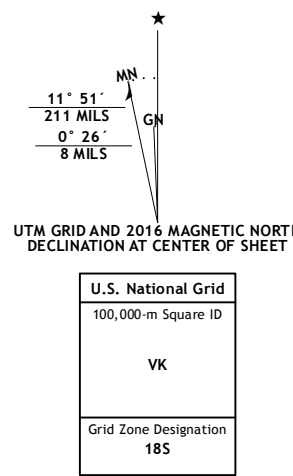 ★
MN
GN
11° 51´
211 MILS
0° 26´
8 MILS
UTM GRID AND 2016 MAGNETIC NORTH
DECLINATION AT CENTER OF SHEET
U.S. National Grid
100,000-m Square ID
VK
Grid Zone Designation
18S